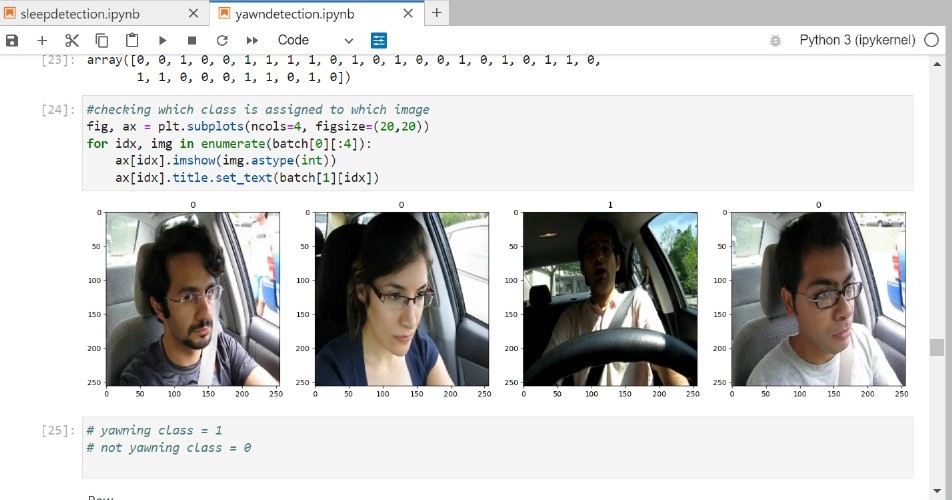 sleepdetection.ipynb
yawndetection.ipynb
Code
Python 3 (ipykernel)
[23]: array([0, 0, 1, 0, 0, 1, 1, 1, 1, 0, 1, 0, 1, 0, 0, 1, 0, 1, 0, 1, 1, 0,
1, 1, 0, 0, 0, 1, 1, 0, 1, 0])
[24]: #checking which class is assigned to which image
fig, ax = plt.subplots(ncols=4, figsize=(20,20))
for idx, img in enumerate(batch[0][:4]):
ax[idx].imshow(img.astype(int))
ax[idx].title.set_text(batch[1][idx])
0 0 1 0
0 0 0 0
50 50 50 50
100 100 100 100
150 150 150 150
200 200 200 200
250 250 250 250
0 50 100 150 200 250 0 50 100 150 200 250 0 50 100 150 200 250 0 50 100 150 200 250
[25]: # yawning class = 1
# not yawning class = 0